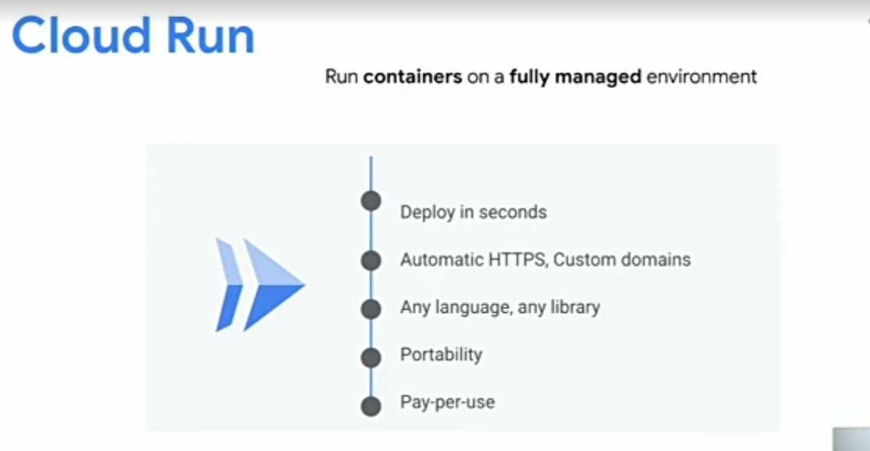 Cloud Run
Run containers on a fully managed environment
Deploy in seconds
Automatic HTTPS, Custom domains
Any language, any library
Portability
Pay-per-use